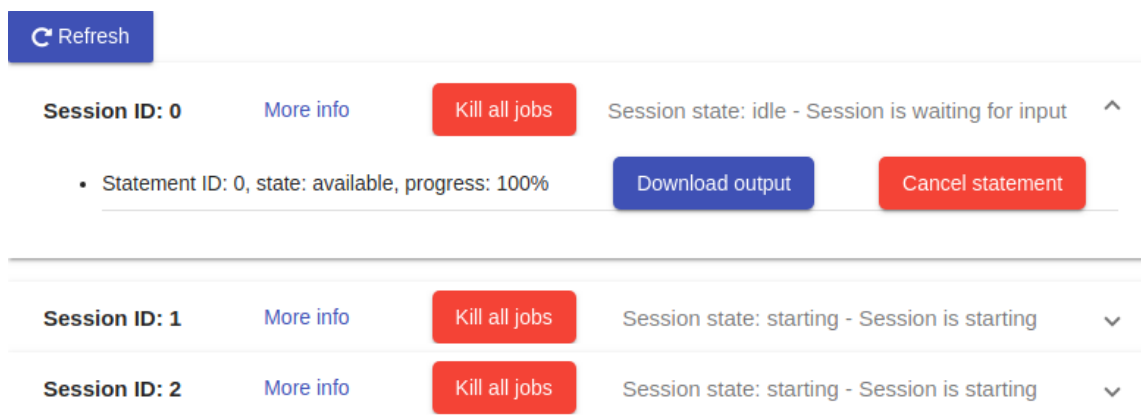 Refresh
Session ID: 0 More info Kill all jobs Session state: idle - Session is waiting for input
• Statement ID: 0, state: available, progress: 100% Download output Cancel statement
Session ID: 1 More info Kill all jobs Session state: starting - Session is starting
Session ID: 2 More info Kill all jobs Session state: starting - Session is starting